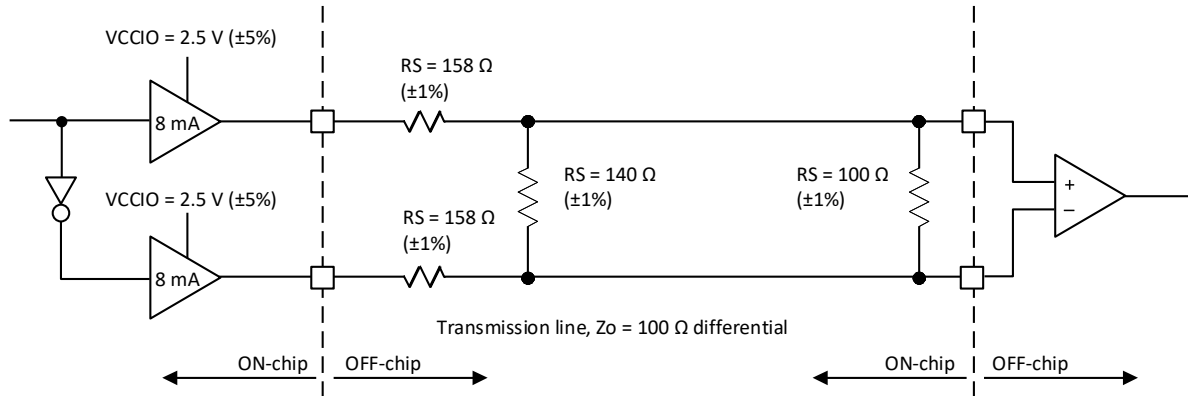 VCCIO = 2.5 V (±5%)
8 mA
RS = 158 Ω
(±1%)
RS = 140 Ω
(±1%)
RS = 100 Ω
(±1%)
+
−
VCCIO = 2.5 V (±5%)
8 mA
RS = 158 Ω
(±1%)
Transmission line, Zo = 100 Ω differential
ON-chip
OFF-chip
ON-chip
OFF-chip